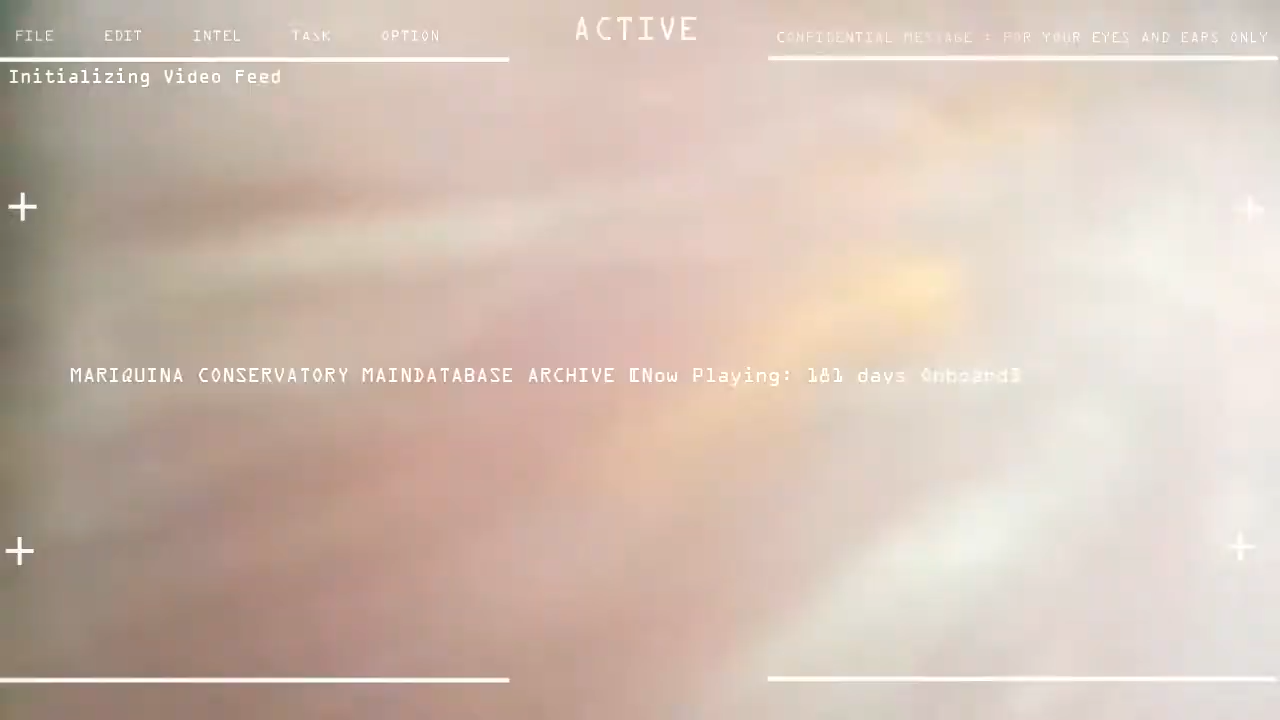 FILE EDIT INTEL TASK OPTION
ACTIVE
CONFIDENTIAL MESSAGE : FOR YOUR EYES AND EARS ONLY
Initializing Video Feed
MARIQUINA CONSERVATORY MAINDATABASE ARCHIVE [Now Playing: 181 days Onboard]